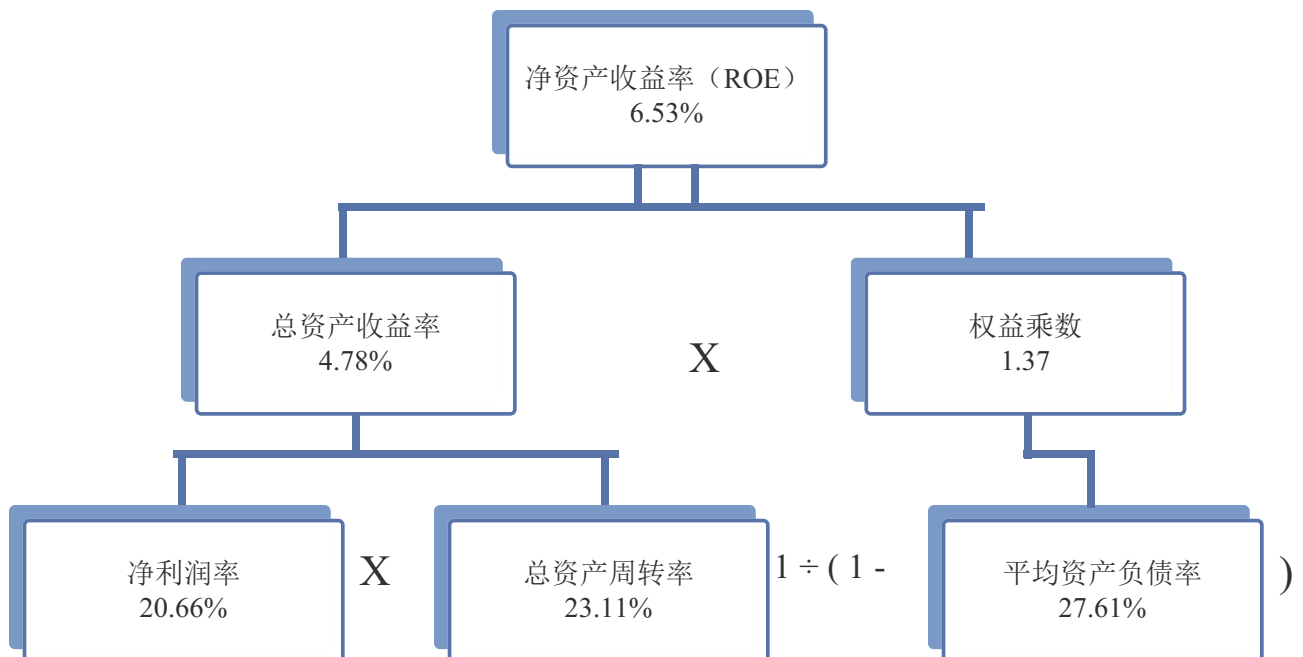 净资产收益率（ROE）
6.53%
总资产收益率
4.78%
X
权益乘数
1.37
净利润率
20.66%
X
总资产周转率
23.11%
1 ÷ ( 1 -
平均资产负债率
27.61%
)